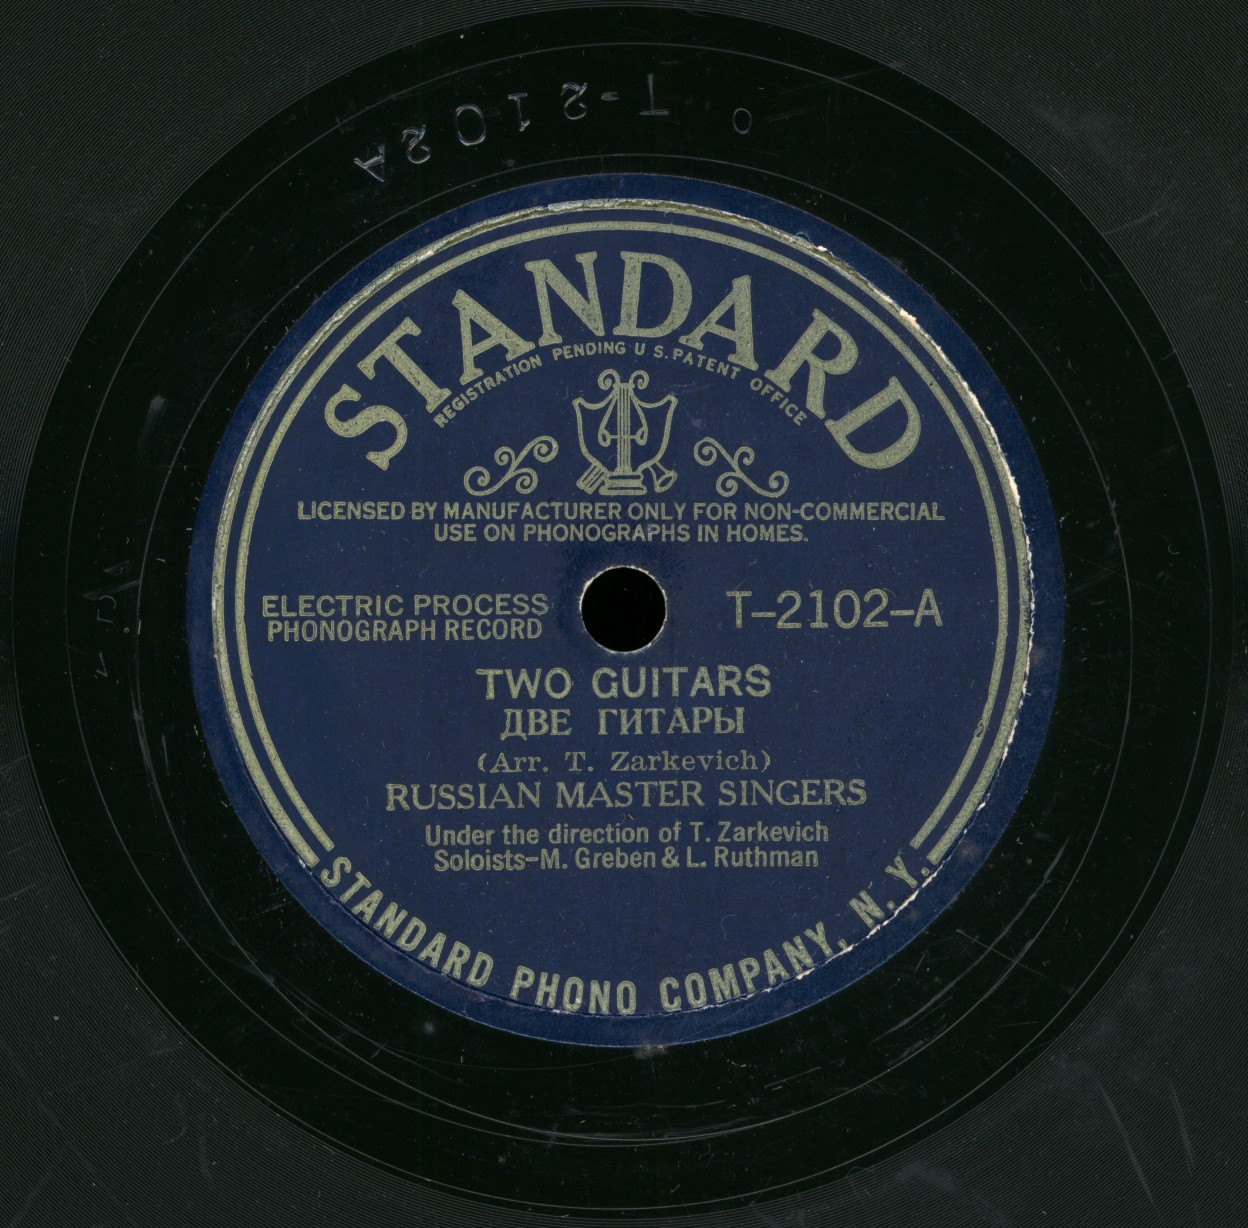 T-2102A
O
STANDARD
REGISTRATION PENDING U S. PATENT OFFICE
LICENSED BY MANUFACTURER ONLY FOR NON-COMMERCIAL
USE ON PHONOGRAPHS IN HOMES.
ELECTRIC PROCESS
PHONOGRAPH RECORD
T-2102-A
TWO GUITARS
ДВЕ ГИТАРЫ
(Arr. T. Zarkevich)
RUSSIAN MASTER SINGERS
Under the direction of T. Zarkevich
Soloists-M. Greben & L. Ruthman
STANDARD PHONO COMPANY, N. Y.